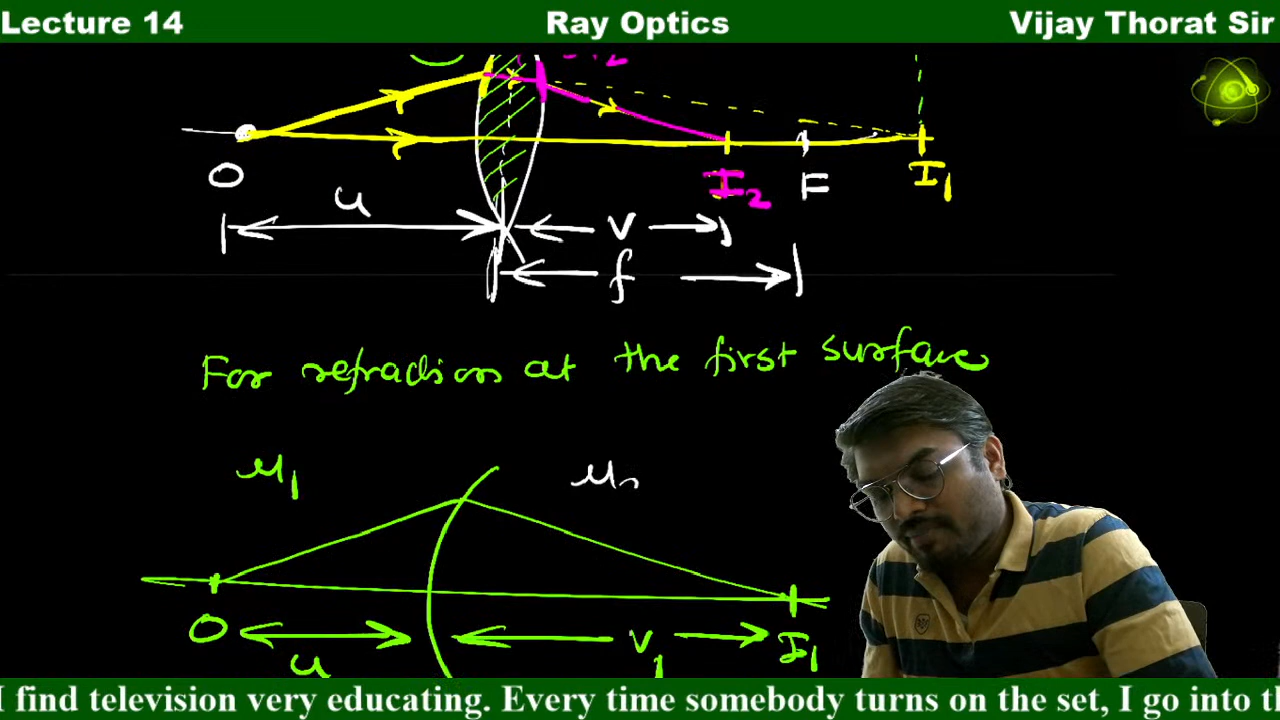 Lecture 14 Ray Optics Vijay Thorat Sir
O I₂ F I₁
u v
f
For refraction at the first surface
μ₁ μ₂
O u v₁ I₁
I find television very educating. Every time somebody turns on the set, I go into th